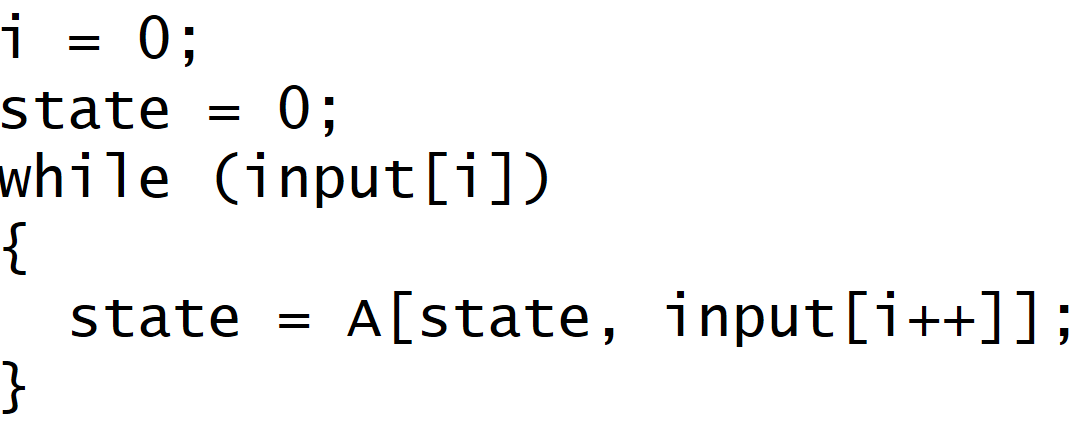 i = 0;
state = 0;
while (input[i])
{
  state = A[state, input[i++]];
}